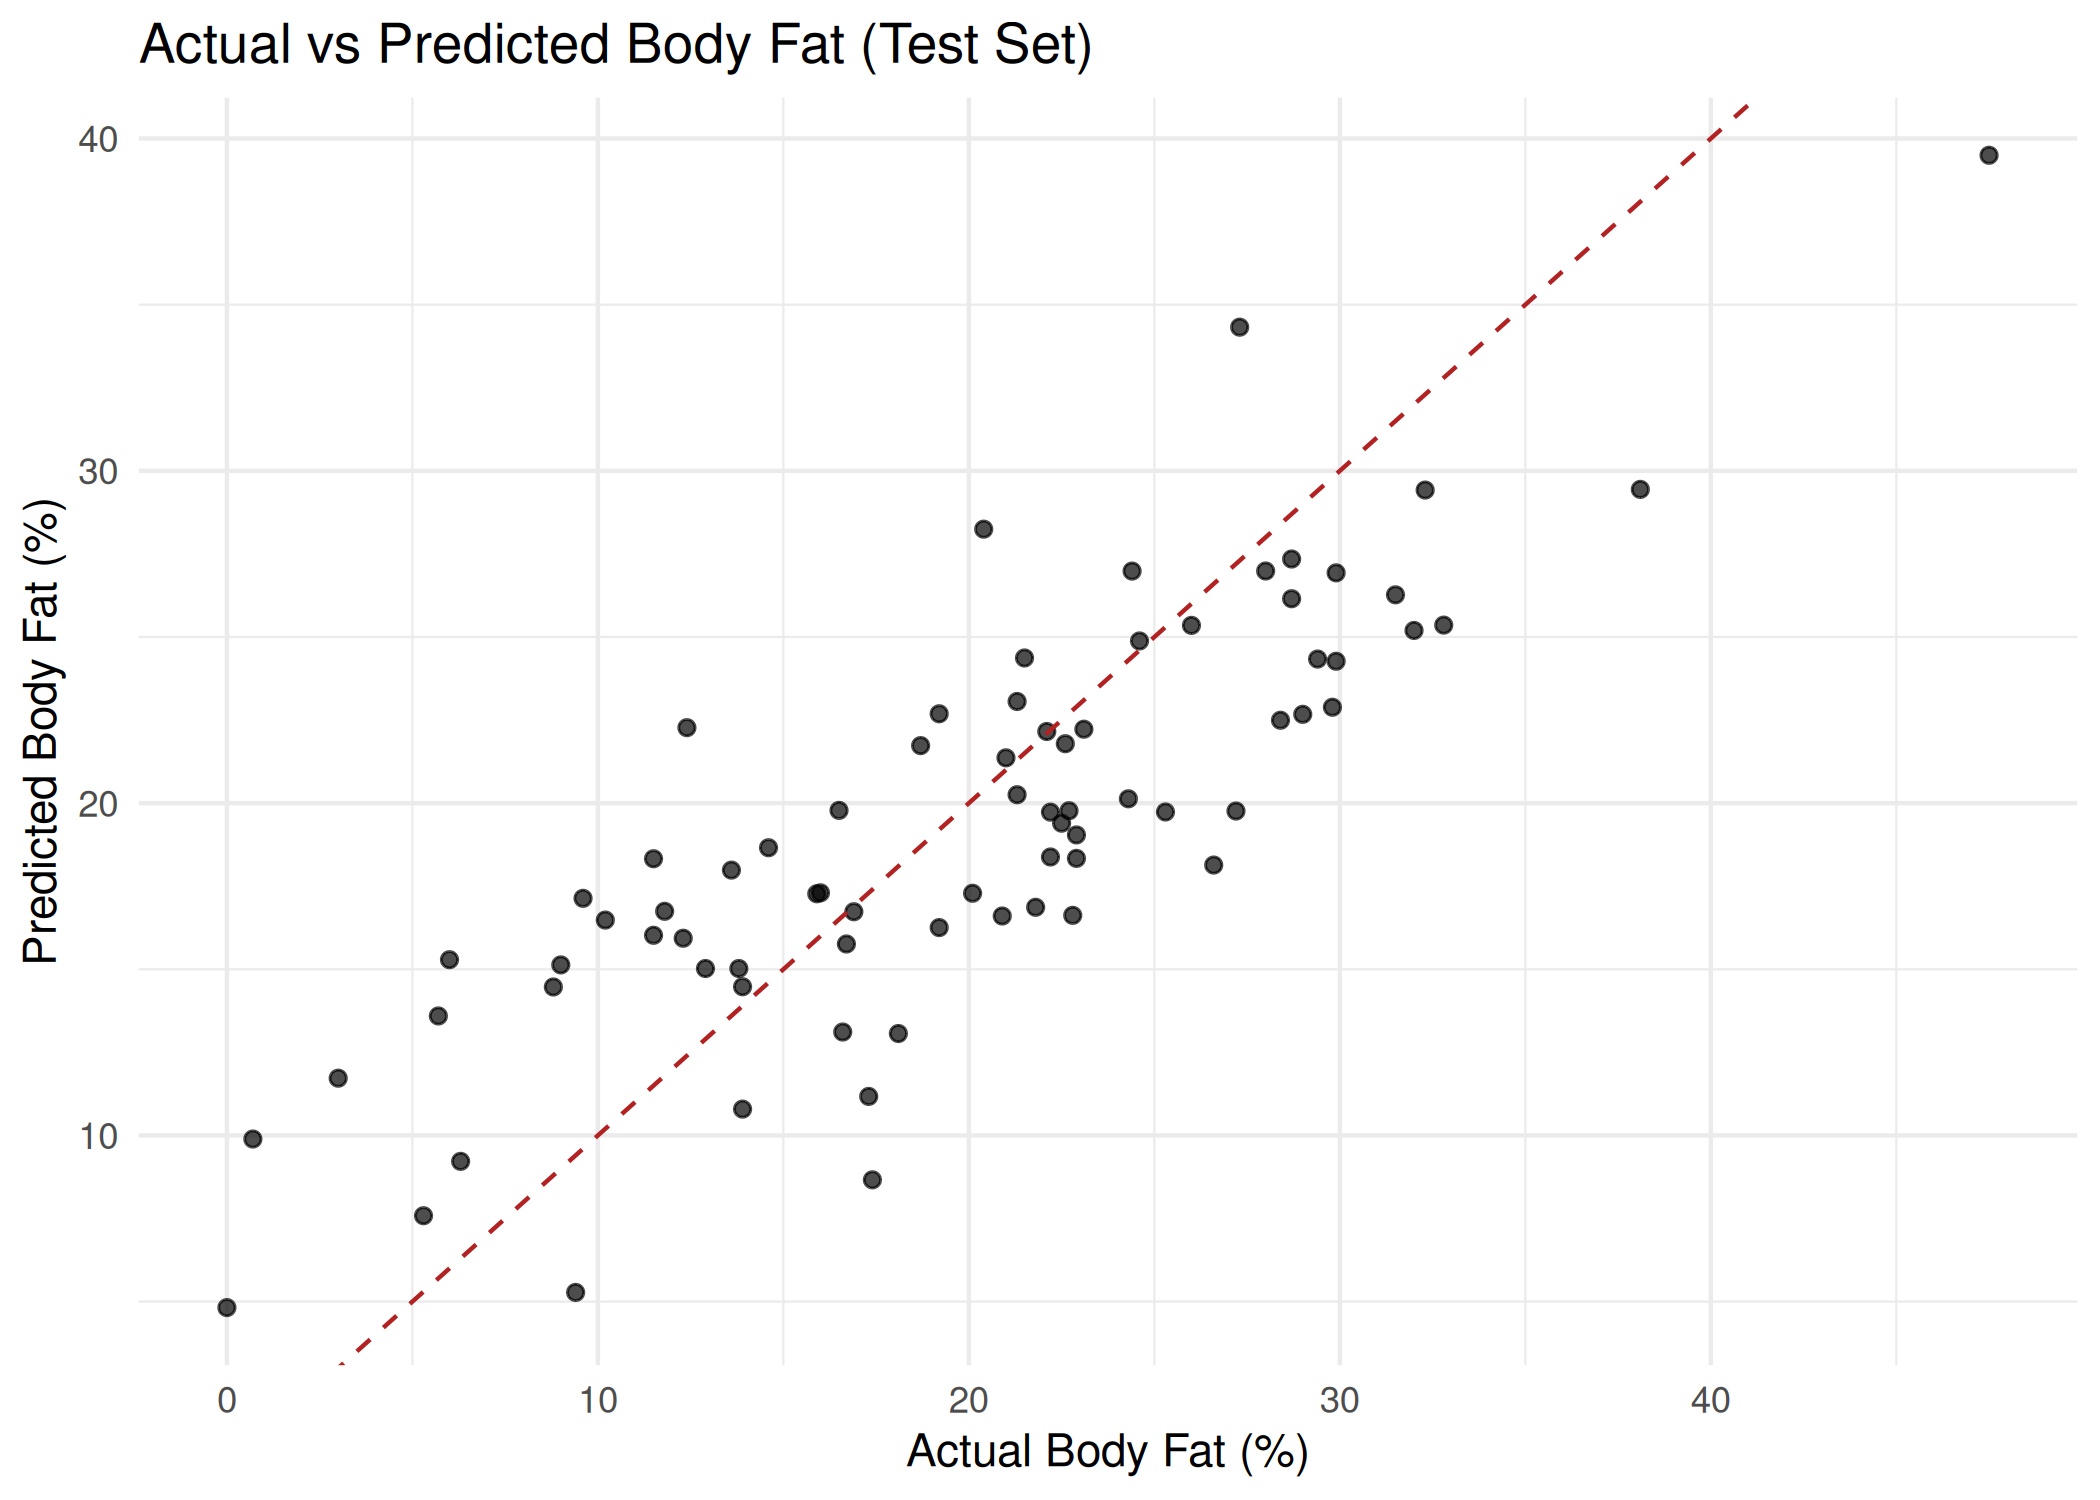 Actual vs Predicted Body Fat (Test Set)
40
30
20
10
Predicted Body Fat (%)
0 10 20 30 40
Actual Body Fat (%)